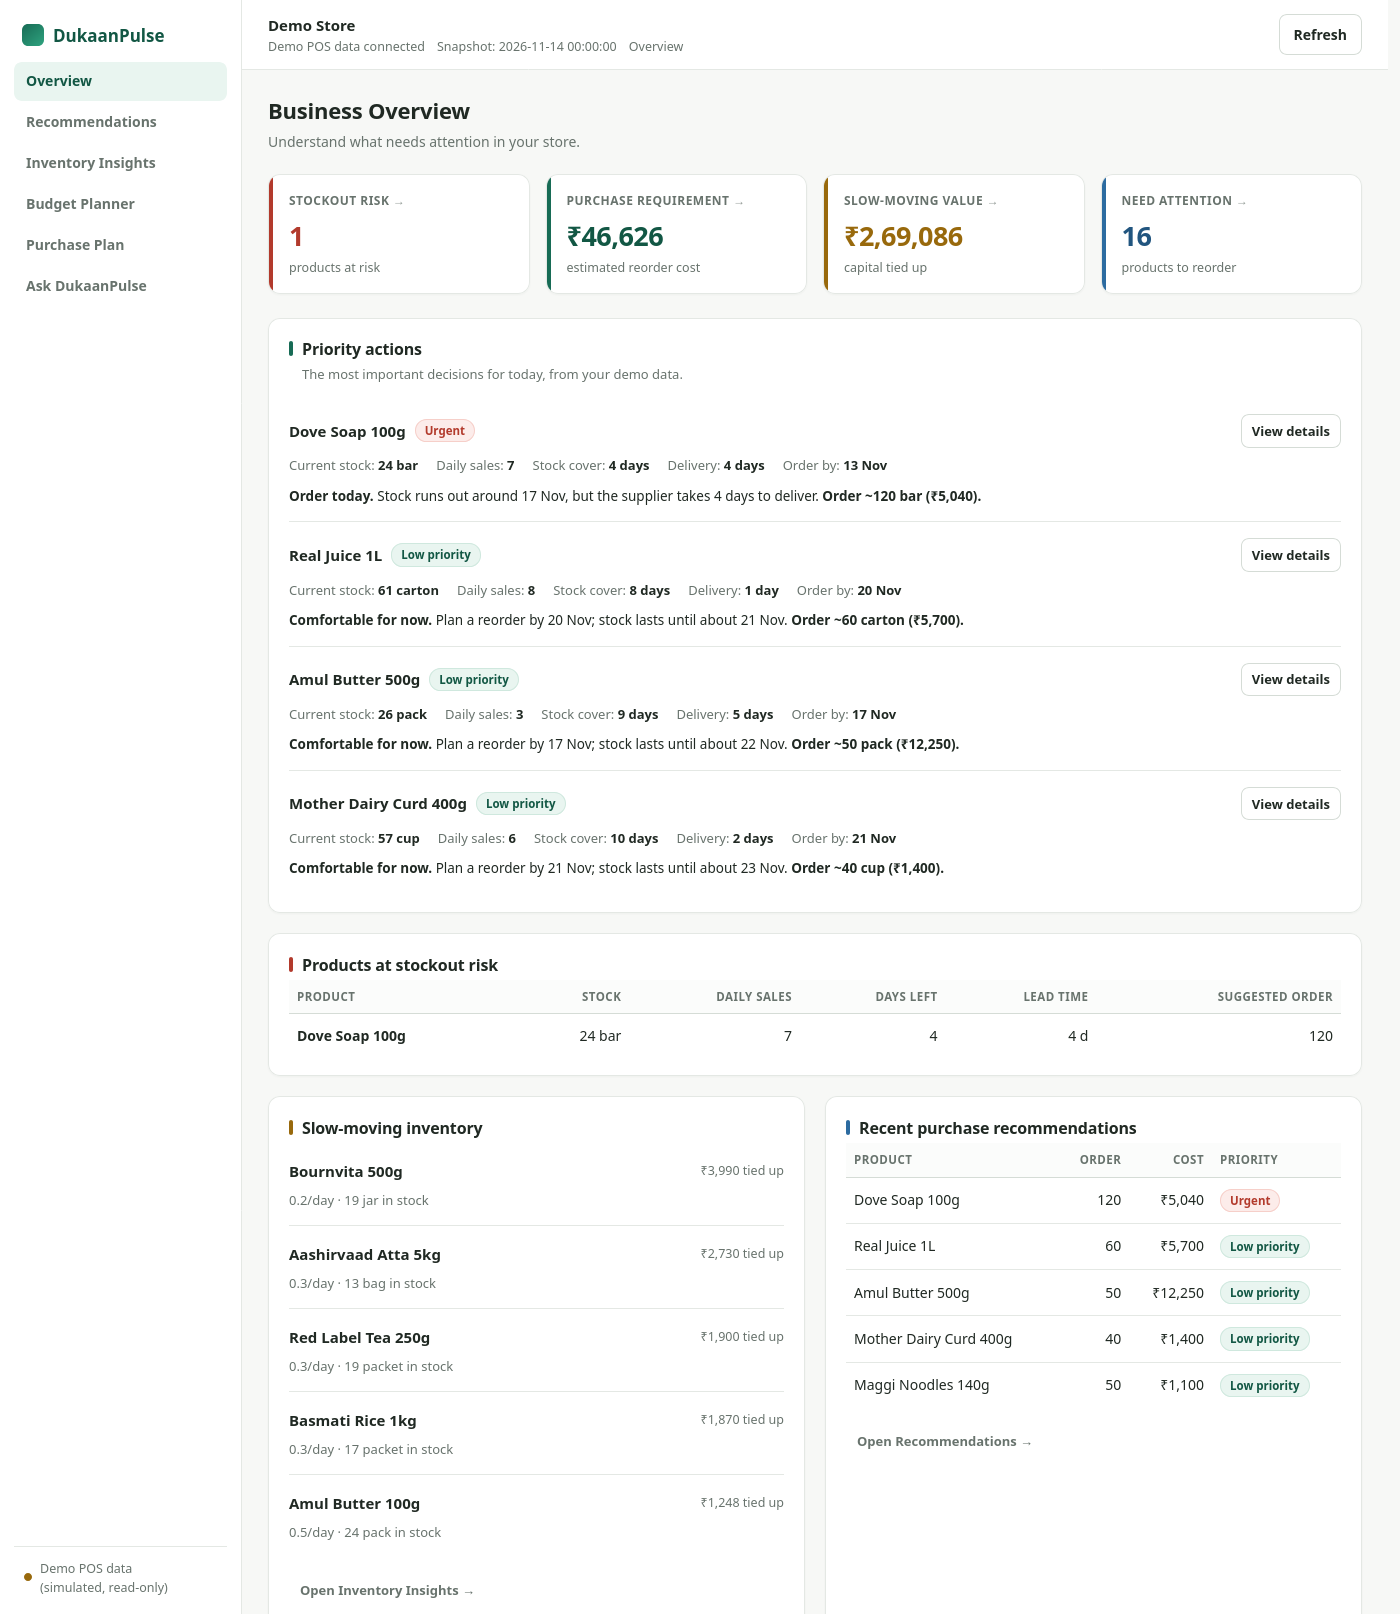 DukaanPulse
Overview
Recommendations
Inventory Insights
Budget Planner
Purchase Plan
Ask DukaanPulse
Demo POS data
(simulated, read-only)
Demo Store
Demo POS data connected Snapshot: 2026-11-14 00:00:00 Overview
Refresh
Business Overview
Understand what needs attention in your store.
STOCKOUT RISK →
1
products at risk
PURCHASE REQUIREMENT →
₹46,626
estimated reorder cost
SLOW-MOVING VALUE →
₹2,69,086
capital tied up
NEED ATTENTION →
16
products to reorder
Priority actions
The most important decisions for today, from your demo data.
Dove Soap 100g Urgent View details
Current stock: 24 bar Daily sales: 7 Stock cover: 4 days Delivery: 4 days Order by: 13 Nov
Order today. Stock runs out around 17 Nov, but the supplier takes 4 days to deliver. Order ~120 bar (₹5,040).
Real Juice 1L Low priority View details
Current stock: 61 carton Daily sales: 8 Stock cover: 8 days Delivery: 1 day Order by: 20 Nov
Comfortable for now. Plan a reorder by 20 Nov; stock lasts until about 21 Nov. Order ~60 carton (₹5,700).
Amul Butter 500g Low priority View details
Current stock: 26 pack Daily sales: 3 Stock cover: 9 days Delivery: 5 days Order by: 17 Nov
Comfortable for now. Plan a reorder by 17 Nov; stock lasts until about 22 Nov. Order ~50 pack (₹12,250).
Mother Dairy Curd 400g Low priority View details
Current stock: 57 cup Daily sales: 6 Stock cover: 10 days Delivery: 2 days Order by: 21 Nov
Comfortable for now. Plan a reorder by 21 Nov; stock lasts until about 23 Nov. Order ~40 cup (₹1,400).
Products at stockout risk
PRODUCT STOCK DAILY SALES DAYS LEFT LEAD TIME SUGGESTED ORDER
Dove Soap 100g 24 bar 7 4 4 d 120
Slow-moving inventory
Bournvita 500g ₹3,990 tied up
0.2/day · 19 jar in stock
Aashirvaad Atta 5kg ₹2,730 tied up
0.3/day · 13 bag in stock
Red Label Tea 250g ₹1,900 tied up
0.3/day · 19 packet in stock
Basmati Rice 1kg ₹1,870 tied up
0.3/day · 17 packet in stock
Amul Butter 100g ₹1,248 tied up
0.5/day · 24 pack in stock
Open Inventory Insights →
Recent purchase recommendations
PRODUCT ORDER COST PRIORITY
Dove Soap 100g 120 ₹5,040 Urgent
Real Juice 1L 60 ₹5,700 Low priority
Amul Butter 500g 50 ₹12,250 Low priority
Mother Dairy Curd 400g 40 ₹1,400 Low priority
Maggi Noodles 140g 50 ₹1,100 Low priority
Open Recommendations →